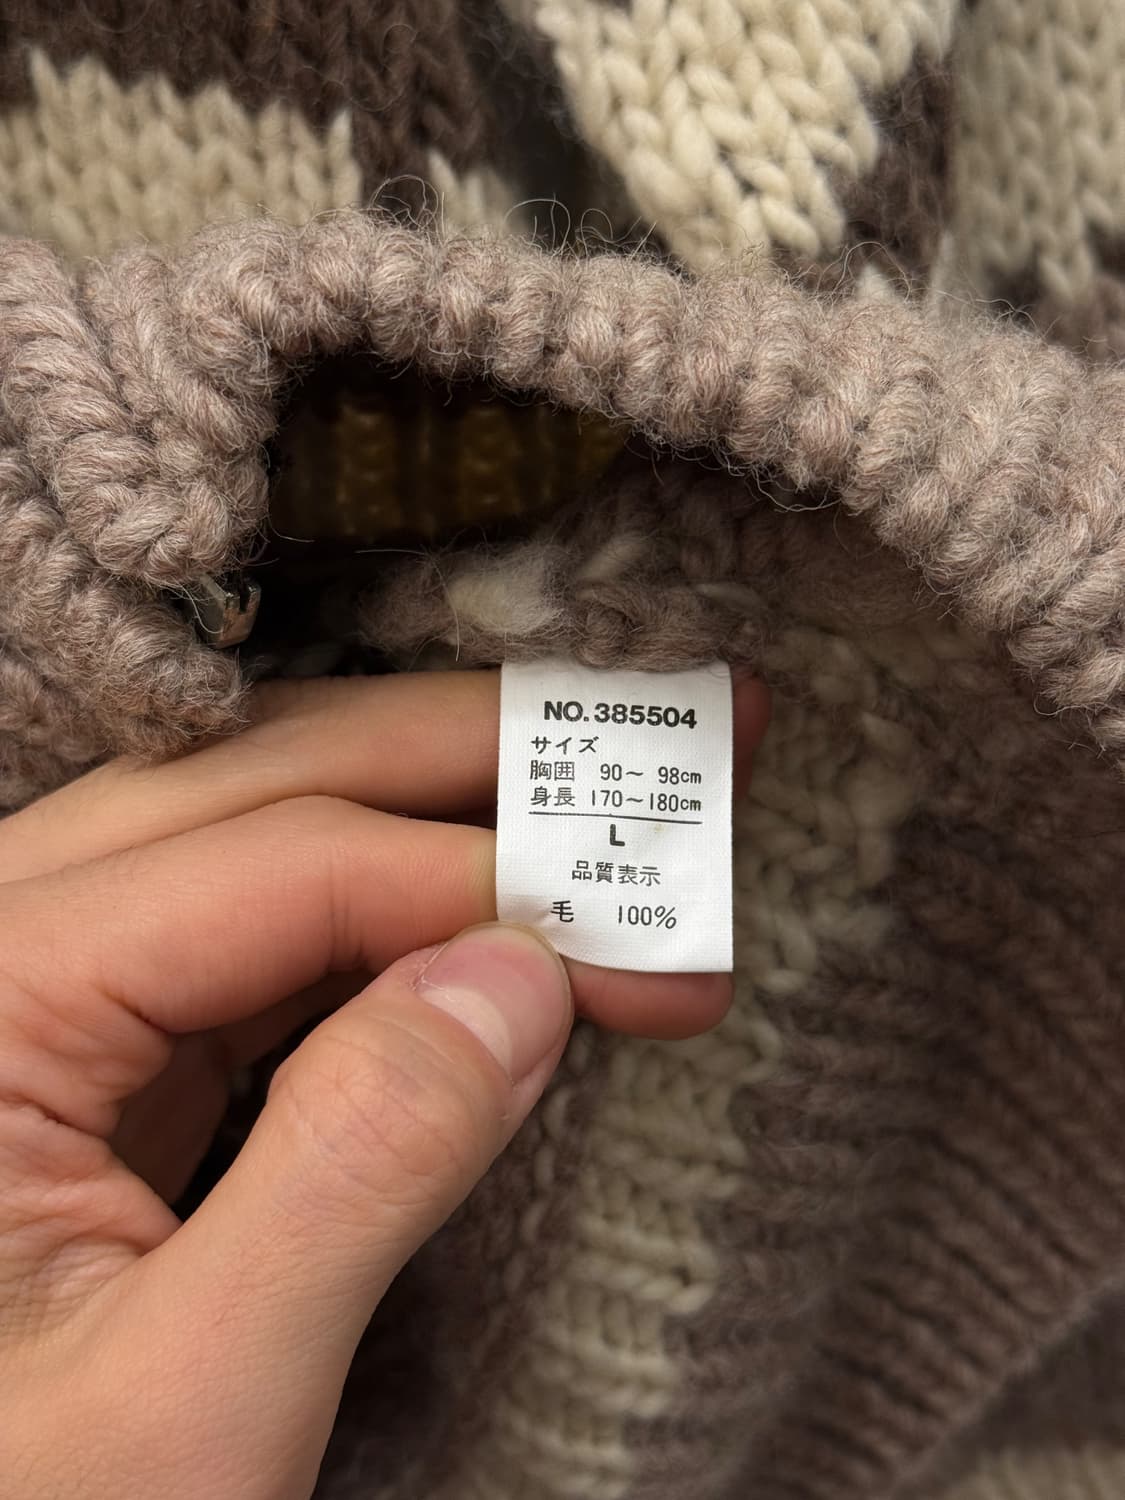 NO.385504
サイズ
胸囲 90〜 98cm
身長 170〜180cm
L
品質表示
毛 100%